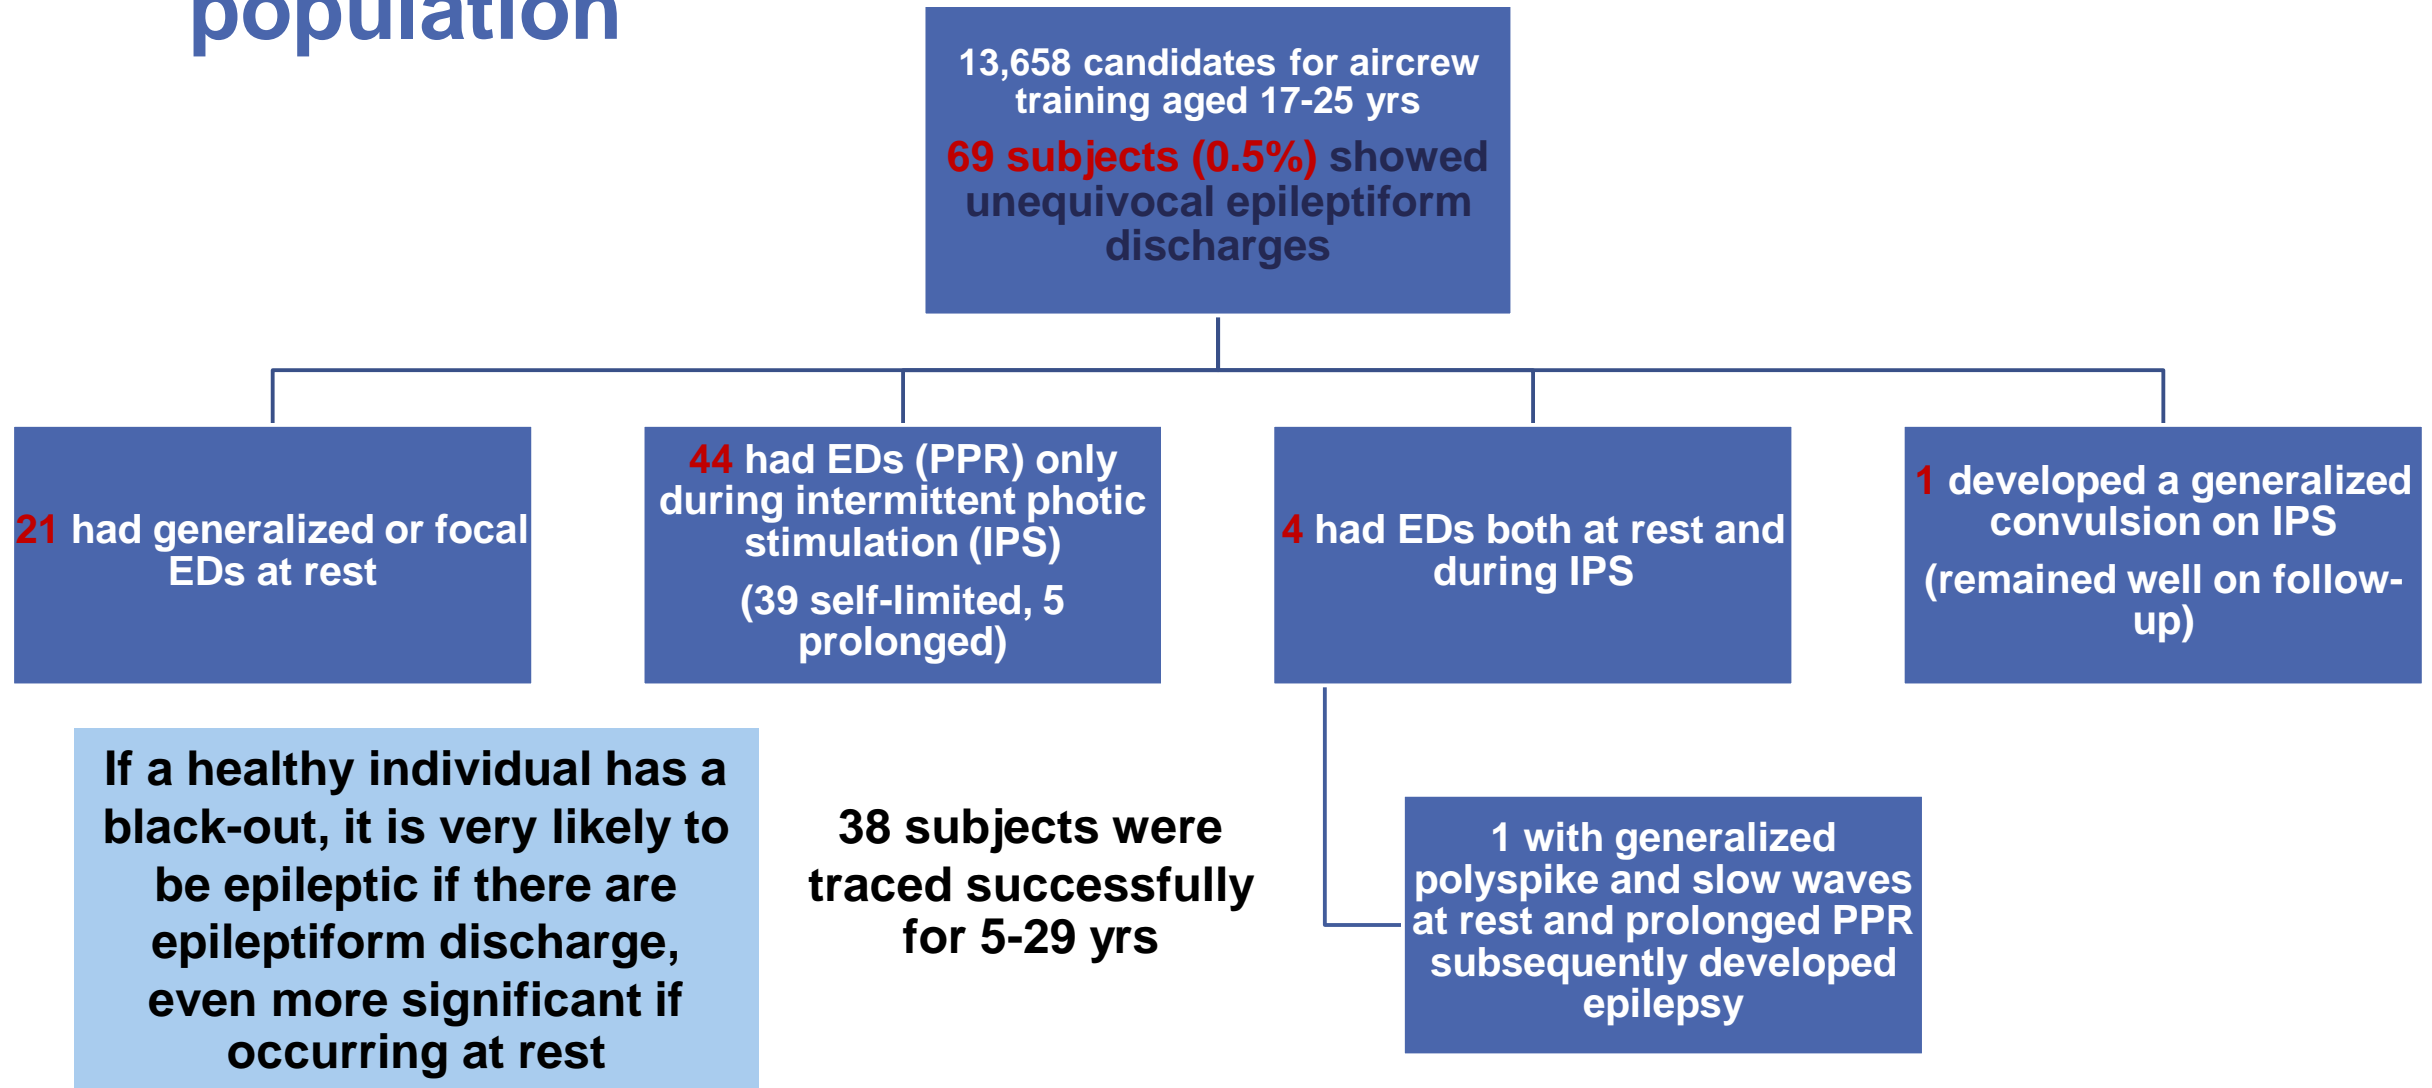 population
13,658 candidates for aircrew
training aged 17-25 yrs
69 subjects (0.5%) showed
unequivocal epileptiform
discharges
21 had generalized or focal
EDs at rest
44 had EDs (PPR) only
during intermittent photic
stimulation (IPS)
(39 self-limited, 5
prolonged)
4 had EDs both at rest and
during IPS
1 developed a generalized
convulsion on IPS
(remained well on follow-
up)
If a healthy individual has a
black-out, it is very likely to
be epileptic if there are
epileptiform discharge,
even more significant if
occurring at rest
38 subjects were
traced successfully
for 5-29 yrs
1 with generalized
polyspike and slow waves
at rest and prolonged PPR
subsequently developed
epilepsy